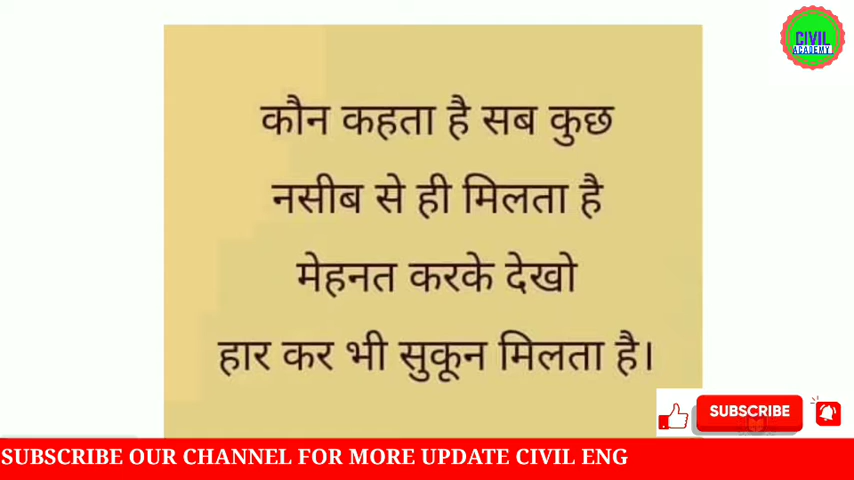 CIVIL
ACADEMY
कौन कहता है सब कुछ
नसीब से ही मिलता है
मेहनत करके देखो
हार कर भी सुकून मिलता है।
SUBSCRIBE
SUBSCRIBE OUR CHANNEL FOR MORE UPDATE CIVIL ENG